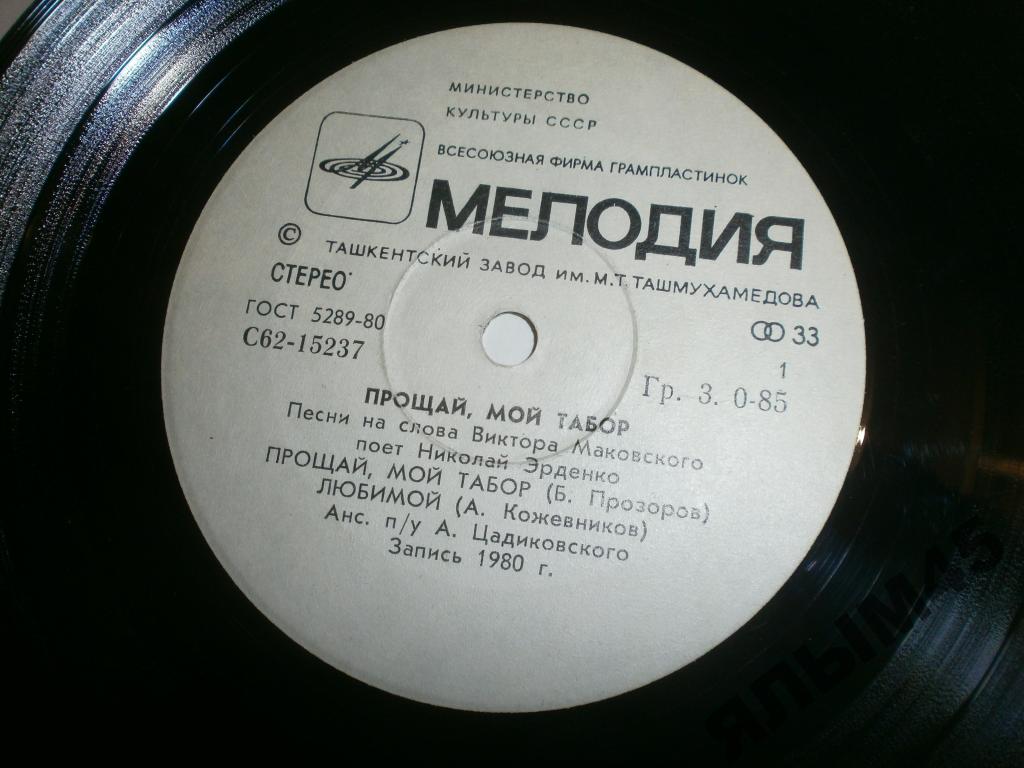 МИНИСТЕРСТВО
КУЛЬТУРЫ СССР
ВСЕСОЮЗНАЯ ФИРМА ГРАМПЛАСТИНОК
МЕЛОДИЯ
© ТАШКЕНТСКИЙ ЗАВОД ИМ. М.Т. ТАШМУХАМЕДОВА
СТЕРЕО
ГОСТ 5289-80
33
С62-15237
1
Гр. 3. 0-85
ПРОЩАЙ, МОЙ ТАБОР
Песни на слова Виктора Маковского
поет Николай Эрденко
ПРОЩАЙ, МОЙ ТАБОР (Б. Прозоров)
ЛЮБИМОЙ (А. Кожевников)
Анс. п/у А. Цадиковского
Запись 1980 г.
ЯЛЫМА45